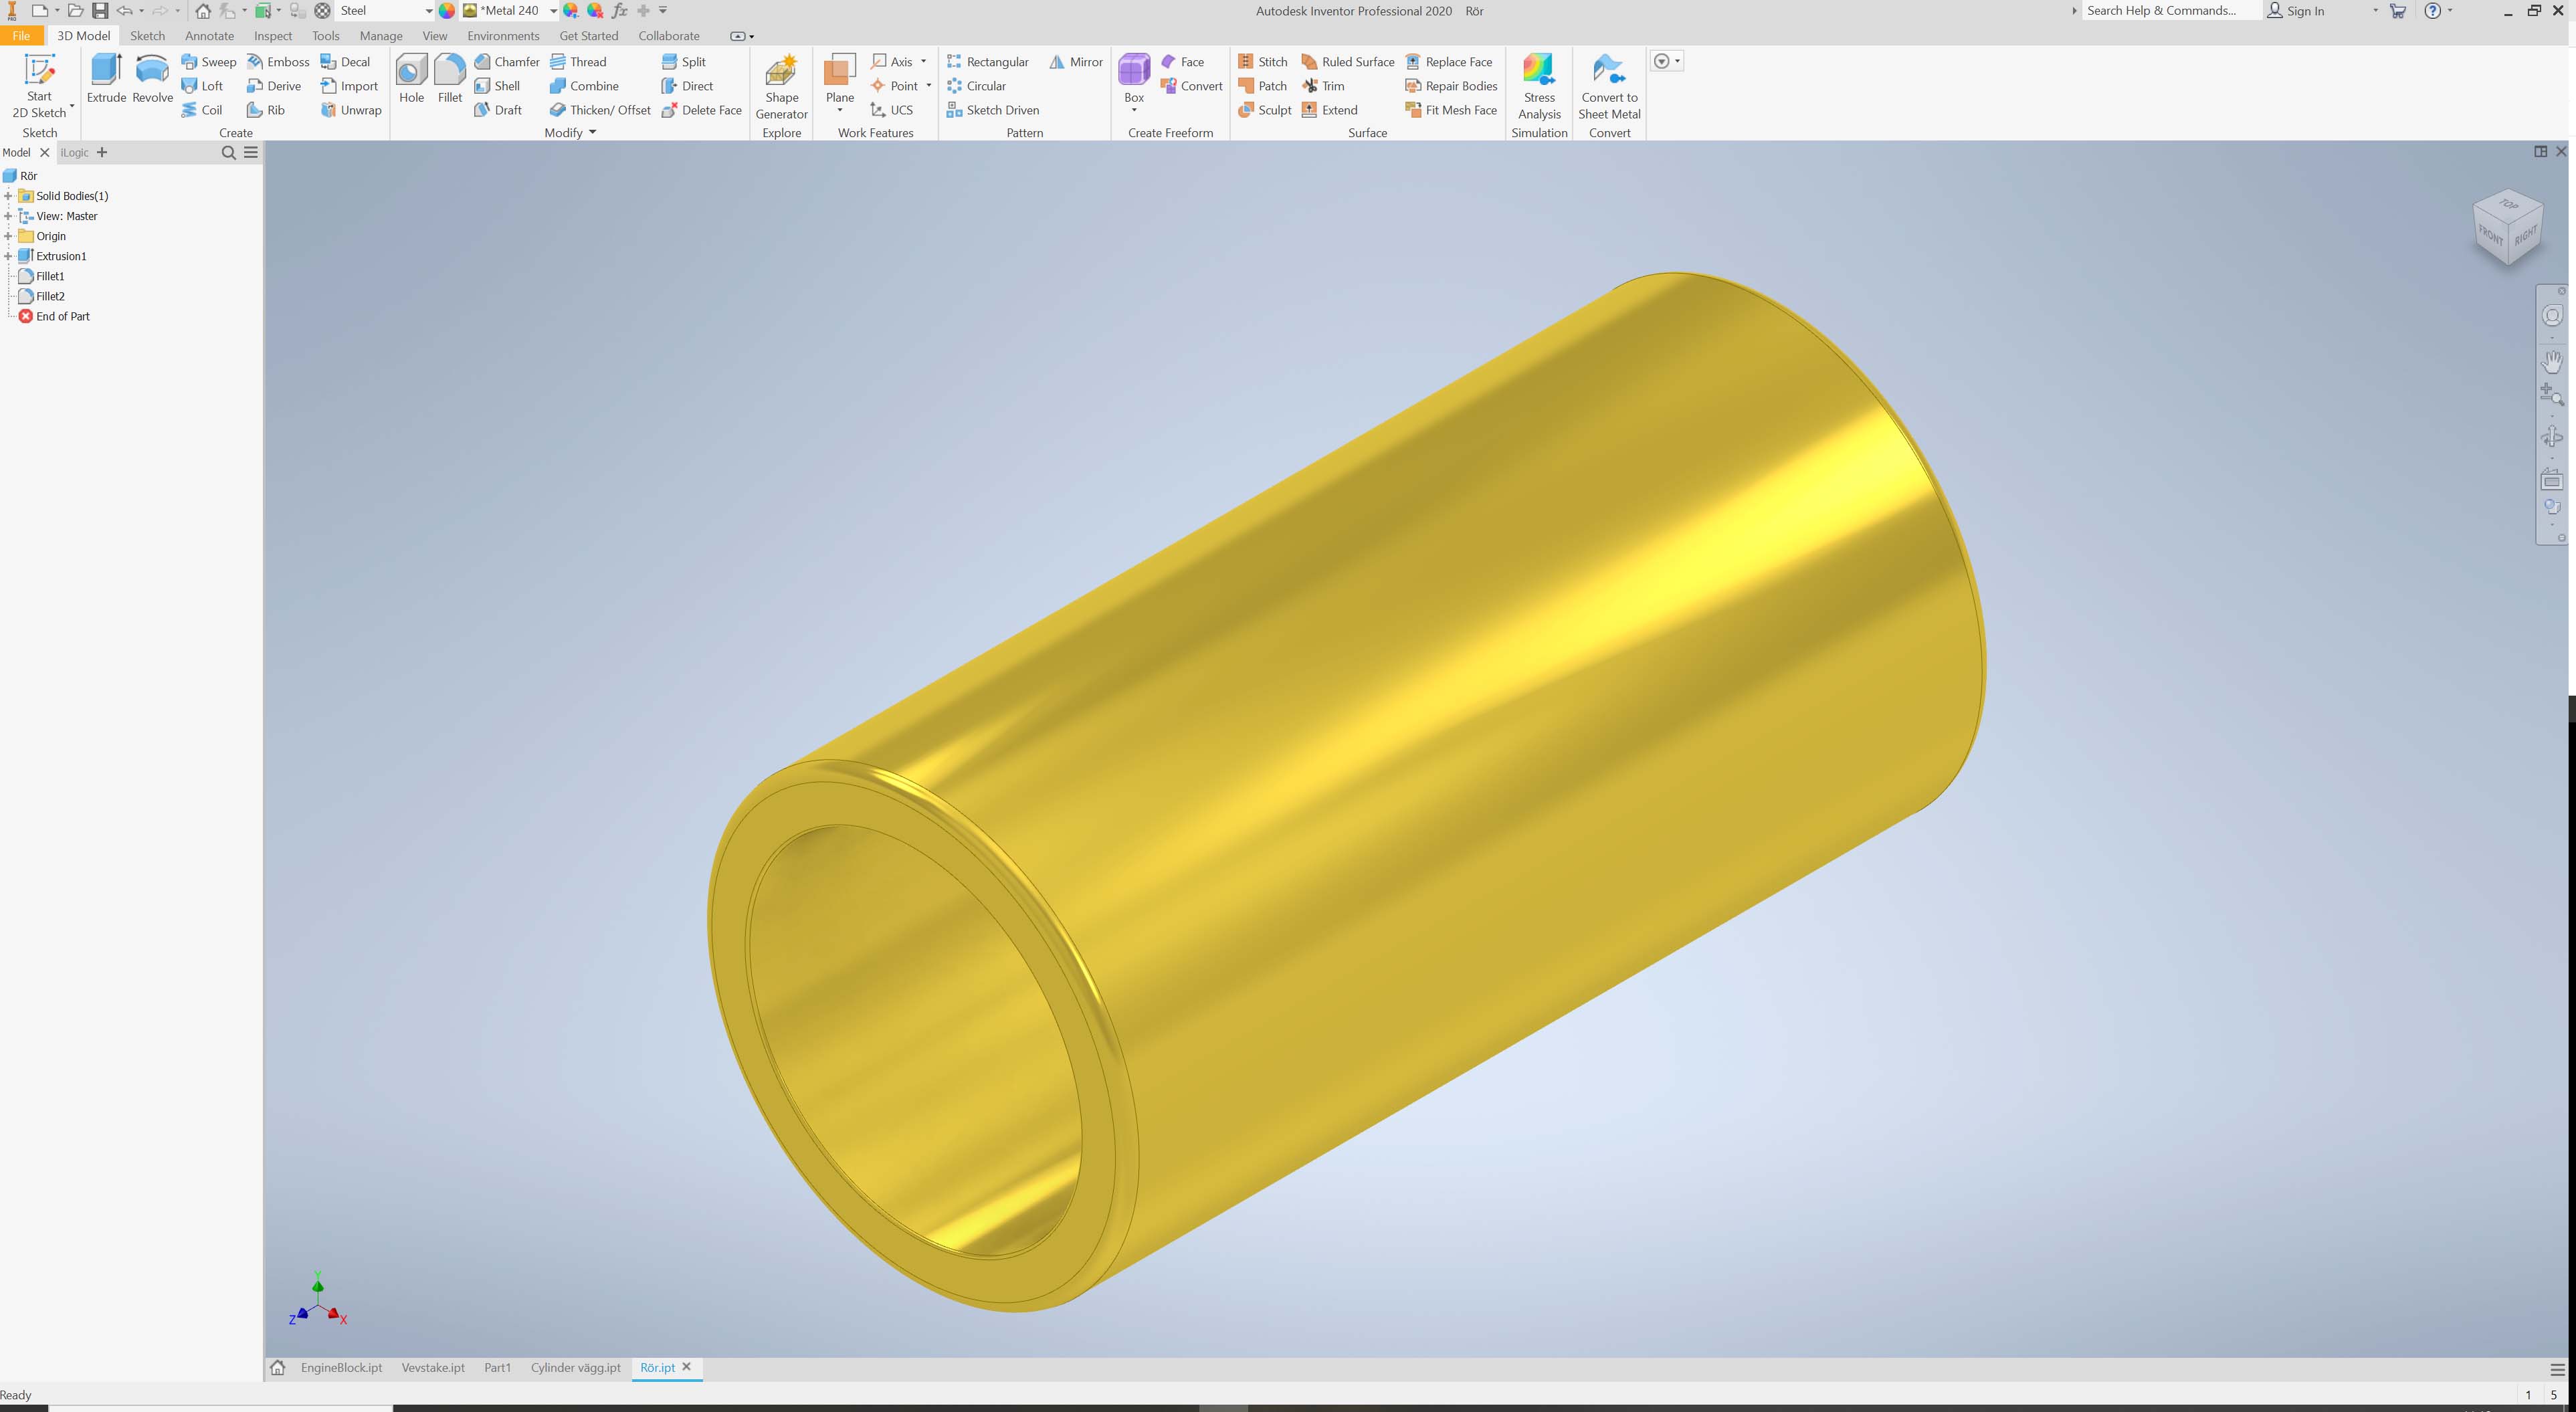 Steel *Metal 240 fx Autodesk Inventor Professional 2020 Rör Search Help & Commands... Sign In
File 3D Model Sketch Annotate Inspect Tools Manage View Environments Get Started Collaborate
Start
2D Sketch
Sketch
Extrude Revolve
Sweep Emboss Decal
Loft Derive Import
Coil Rib Unwrap
Create
Hole Fillet
Chamfer Thread Split
Shell Combine Direct
Draft Thicken/ Offset Delete Face
Modify
Shape
Generator
Explore
Plane
Axis
Point
UCS
Work Features
Rectangular Mirror
Circular
Sketch Driven
Pattern
Box
Face
Convert
Create Freeform
Stitch Ruled Surface Replace Face
Patch Trim Repair Bodies
Sculpt Extend Fit Mesh Face
Surface
Stress
Analysis
Simulation
Convert to
Sheet Metal
Convert
Model iLogic
Rör
Solid Bodies(1)
View: Master
Origin
Extrusion1
Fillet1
Fillet2
End of Part
TOP
FRONT RIGHT
Y
Z X
EngineBlock.ipt Vevstake.ipt Part1 Cylinder vägg.ipt Rör.ipt
Ready 1 5